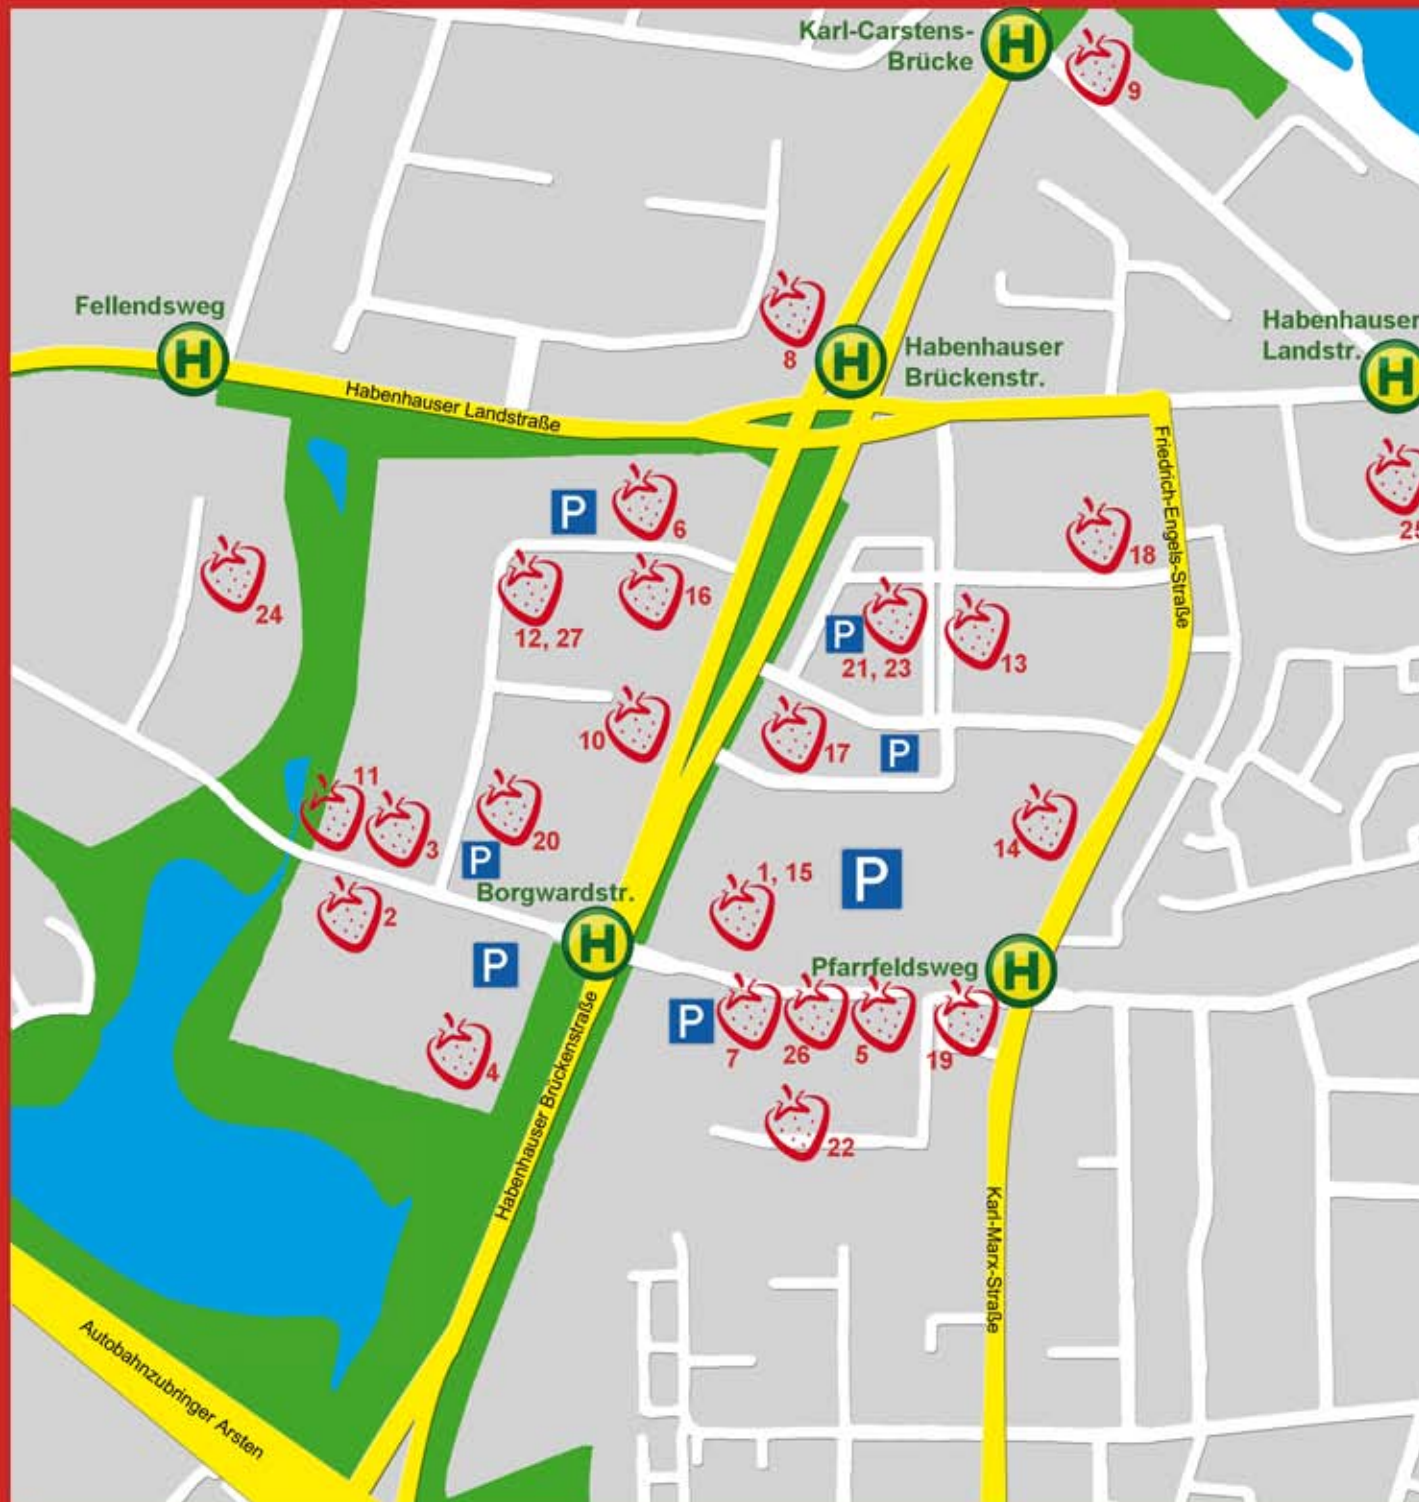 Karl-Carstens-
Brücke
H
9
Fellendsweg
H
8
H
Habenhauser
Brückenstr.
Habenhauser
Landstr.
H
Habenhauser Landstraße
Friedrich-Engels-Straße
P
6
18
25
24
12, 27
16
P
21, 23
13
10
17
P
11
3
20
P
14
2
Borgwardstr.
H
1, 15
P
P
Pfarrfeldsweg
H
4
P
7
26
5
19
22
Habenhauser Brückenstraße
Karl-Marx-Straße
Autobahnzubringer Arsten